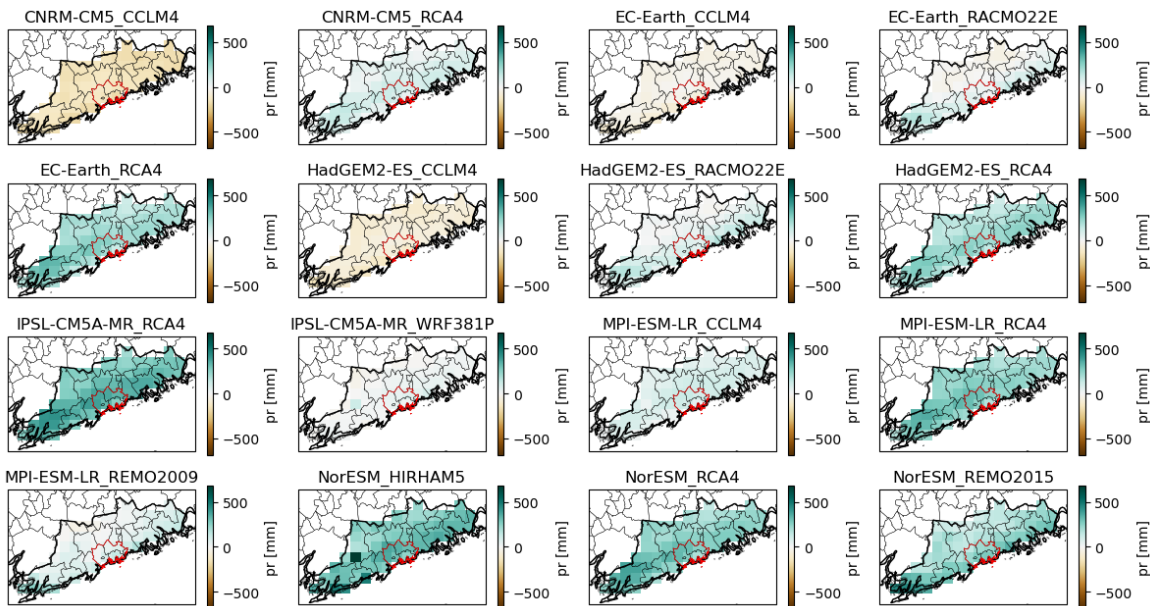 CNRM-CM5_CCLM4
500
0
−500
pr [mm]
CNRM-CM5_RCA4
500
0
−500
pr [mm]
EC-Earth_CCLM4
500
0
−500
pr [mm]
EC-Earth_RACMO22E
500
0
−500
pr [mm]
EC-Earth_RCA4
500
0
−500
pr [mm]
HadGEM2-ES_CCLM4
500
0
−500
pr [mm]
HadGEM2-ES_RACMO22E
500
0
−500
pr [mm]
HadGEM2-ES_RCA4
500
0
−500
pr [mm]
IPSL-CM5A-MR_RCA4
500
0
−500
pr [mm]
IPSL-CM5A-MR_WRF381P
500
0
−500
pr [mm]
MPI-ESM-LR_CCLM4
500
0
−500
pr [mm]
MPI-ESM-LR_RCA4
500
0
−500
pr [mm]
MPI-ESM-LR_REMO2009
500
0
−500
pr [mm]
NorESM_HIRHAM5
500
0
−500
pr [mm]
NorESM_RCA4
500
0
−500
pr [mm]
NorESM_REMO2015
500
0
−500
pr [mm]